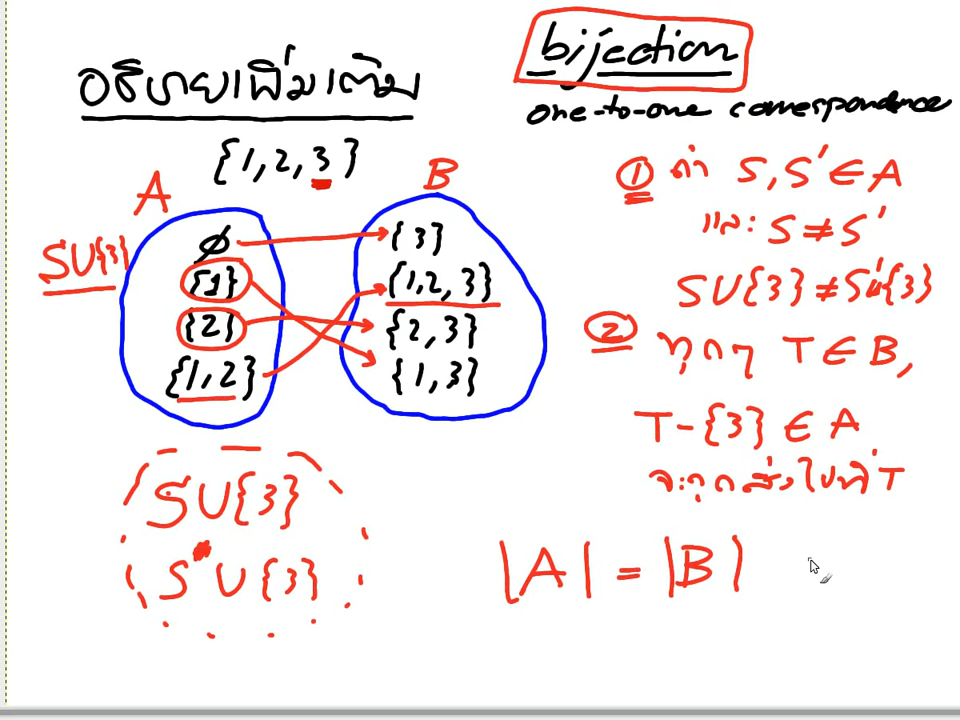 อธิบายเพิ่มเติม
bijection
one-to-one correspondence
{1,2,3}
A
B
S∪{3}
∅
{1}
{2}
{1,2}
{3}
{1,2,3}
{2,3}
{1,3}
① ถ้า S,S' ∈ A
และ S ≠ S'
S∪{3} ≠ S'∪{3}
② ทุกๆ T ∈ B,
T-{3} ∈ A
จะถูกส่งไปที่ T
S∪{3}
S'∪{3}
|A| = |B|